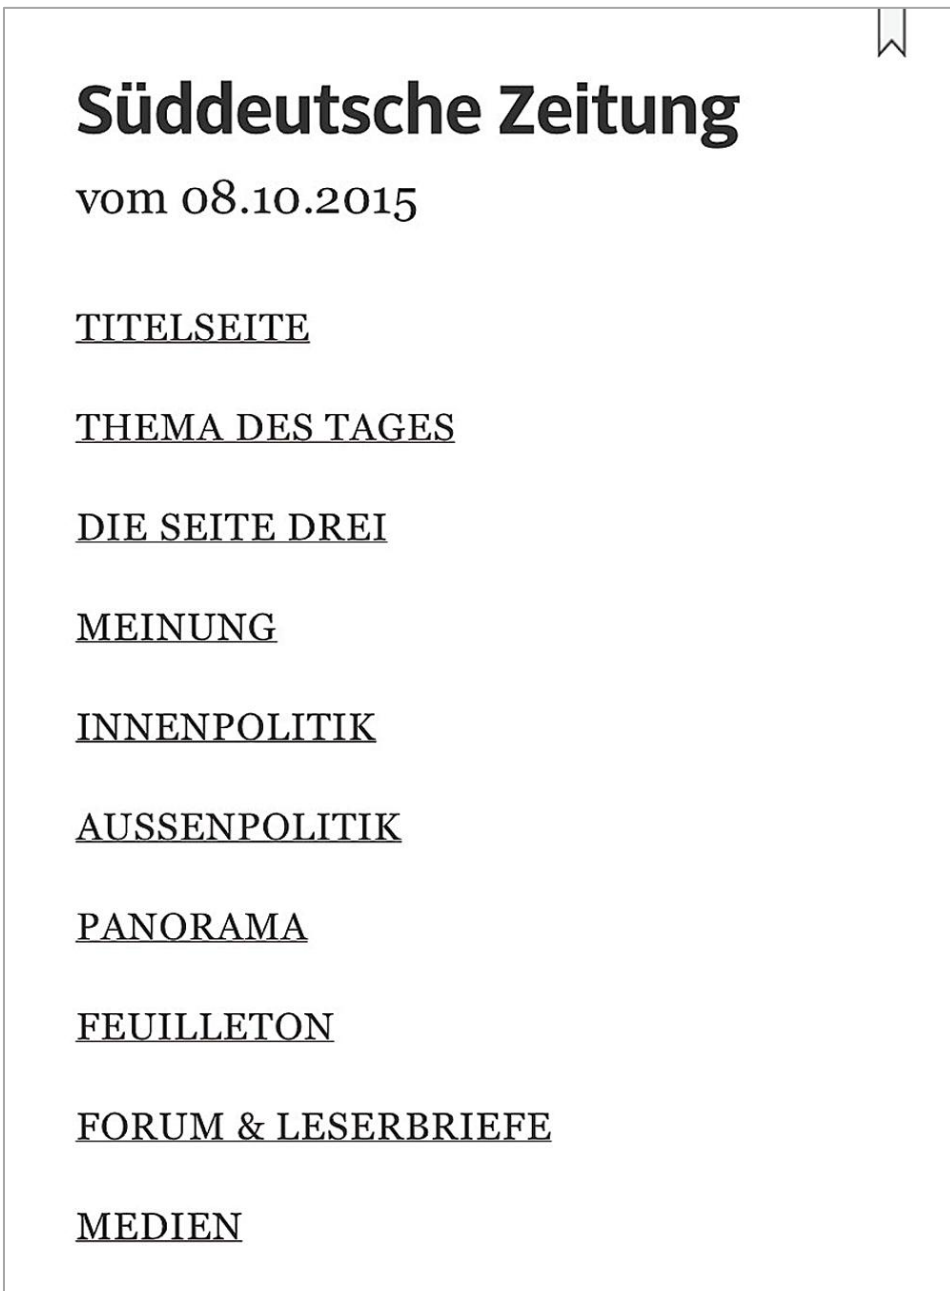 Süddeutsche Zeitung
vom 08.10.2015
TITELSEITE
THEMA DES TAGES
DIE SEITE DREI
MEINUNG
INNENPOLITIK
AUSSENPOLITIK
PANORAMA
FEUILLETON
FORUM & LESERBRIEFE
MEDIEN